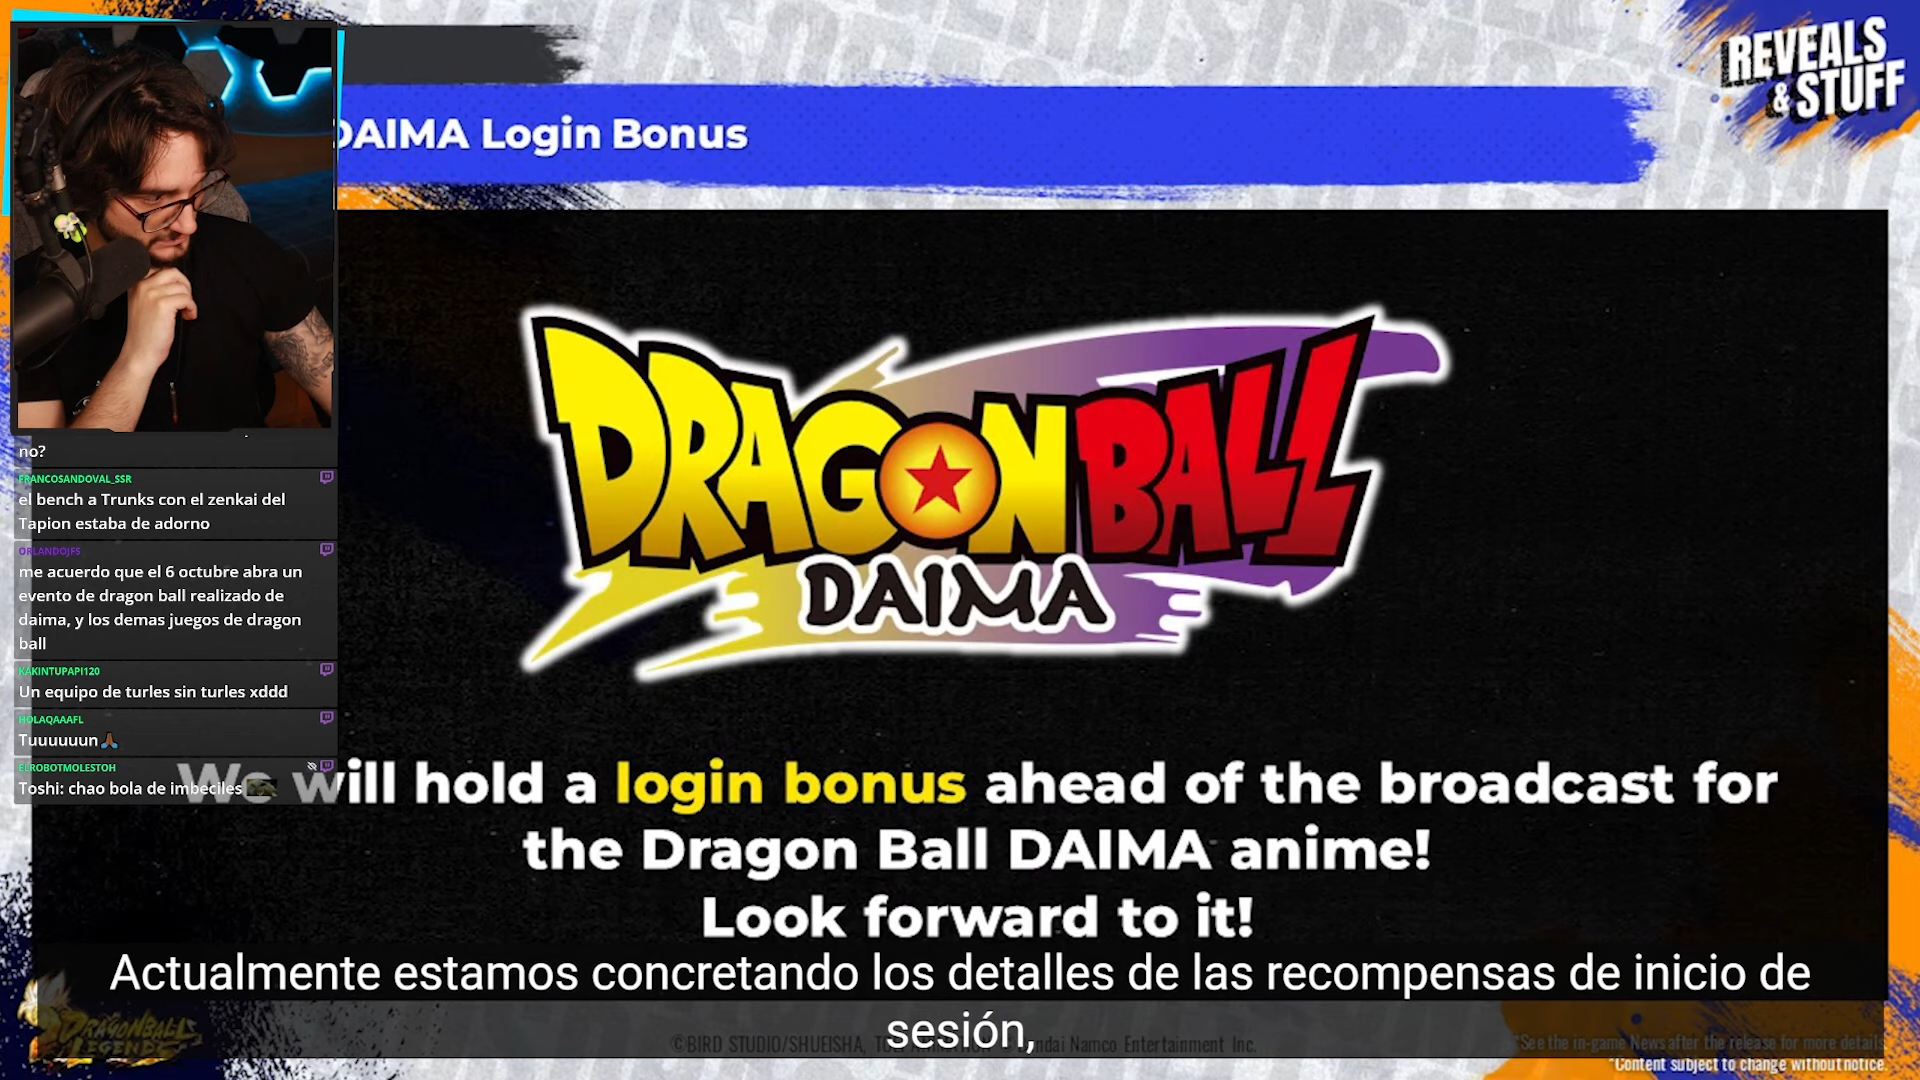 REVEALS
& STUFF
DAIMA Login Bonus
DRAGON BALL
DAIMA
no?
FRANCOSANDOVAL_SSR
el bench a Trunks con el zenkai del
Tapion estaba de adorno
ORLANDOJF5
me acuerdo que el 6 octubre abra un
evento de dragon ball realizado de
daima, y los demas juegos de dragon
ball
KAKINTUPAPI120
Un equipo de turles sin turles xddd
HOLAQAAAFL
Tuuuuuun🙏🏾
ELROBOTMOLESTOH
Toshi: chao bola de imbeciles
We will hold a login bonus ahead of the broadcast for
the Dragon Ball DAIMA anime!
Look forward to it!
Actualmente estamos concretando los detalles de las recompensas de inicio de
sesión,
DRAGONBALL
LEGENDS
©BIRD STUDIO/SHUEISHA, Bandai Namco Entertainment Inc.
*See the in-game News after the release for more details.
*Content subject to change without notice.